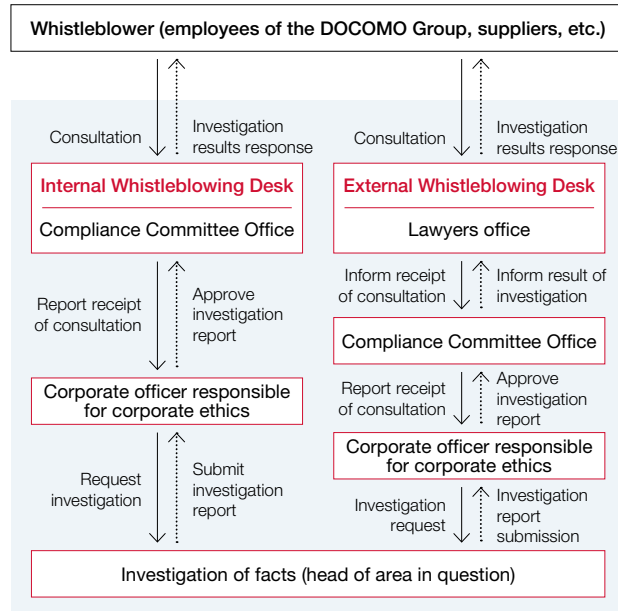 Whistleblower (employees of the DOCOMO Group, suppliers, etc.)
Consultation
Investigation
results response
Consultation
Investigation
results response
Internal Whistleblowing Desk
Compliance Committee Office
External Whistleblowing Desk
Lawyers office
Report receipt
of consultation
Approve
investigation
report
Inform receipt
of consultation
Inform result of
investigation
Compliance Committee Office
Corporate officer responsible
for corporate ethics
Report receipt
of consultation
Approve
investigation
report
Corporate officer responsible
for corporate ethics
Request
investigation
Submit
investigation
report
Investigation
request
Investigation
report
submission
Investigation of facts (head of area in question)